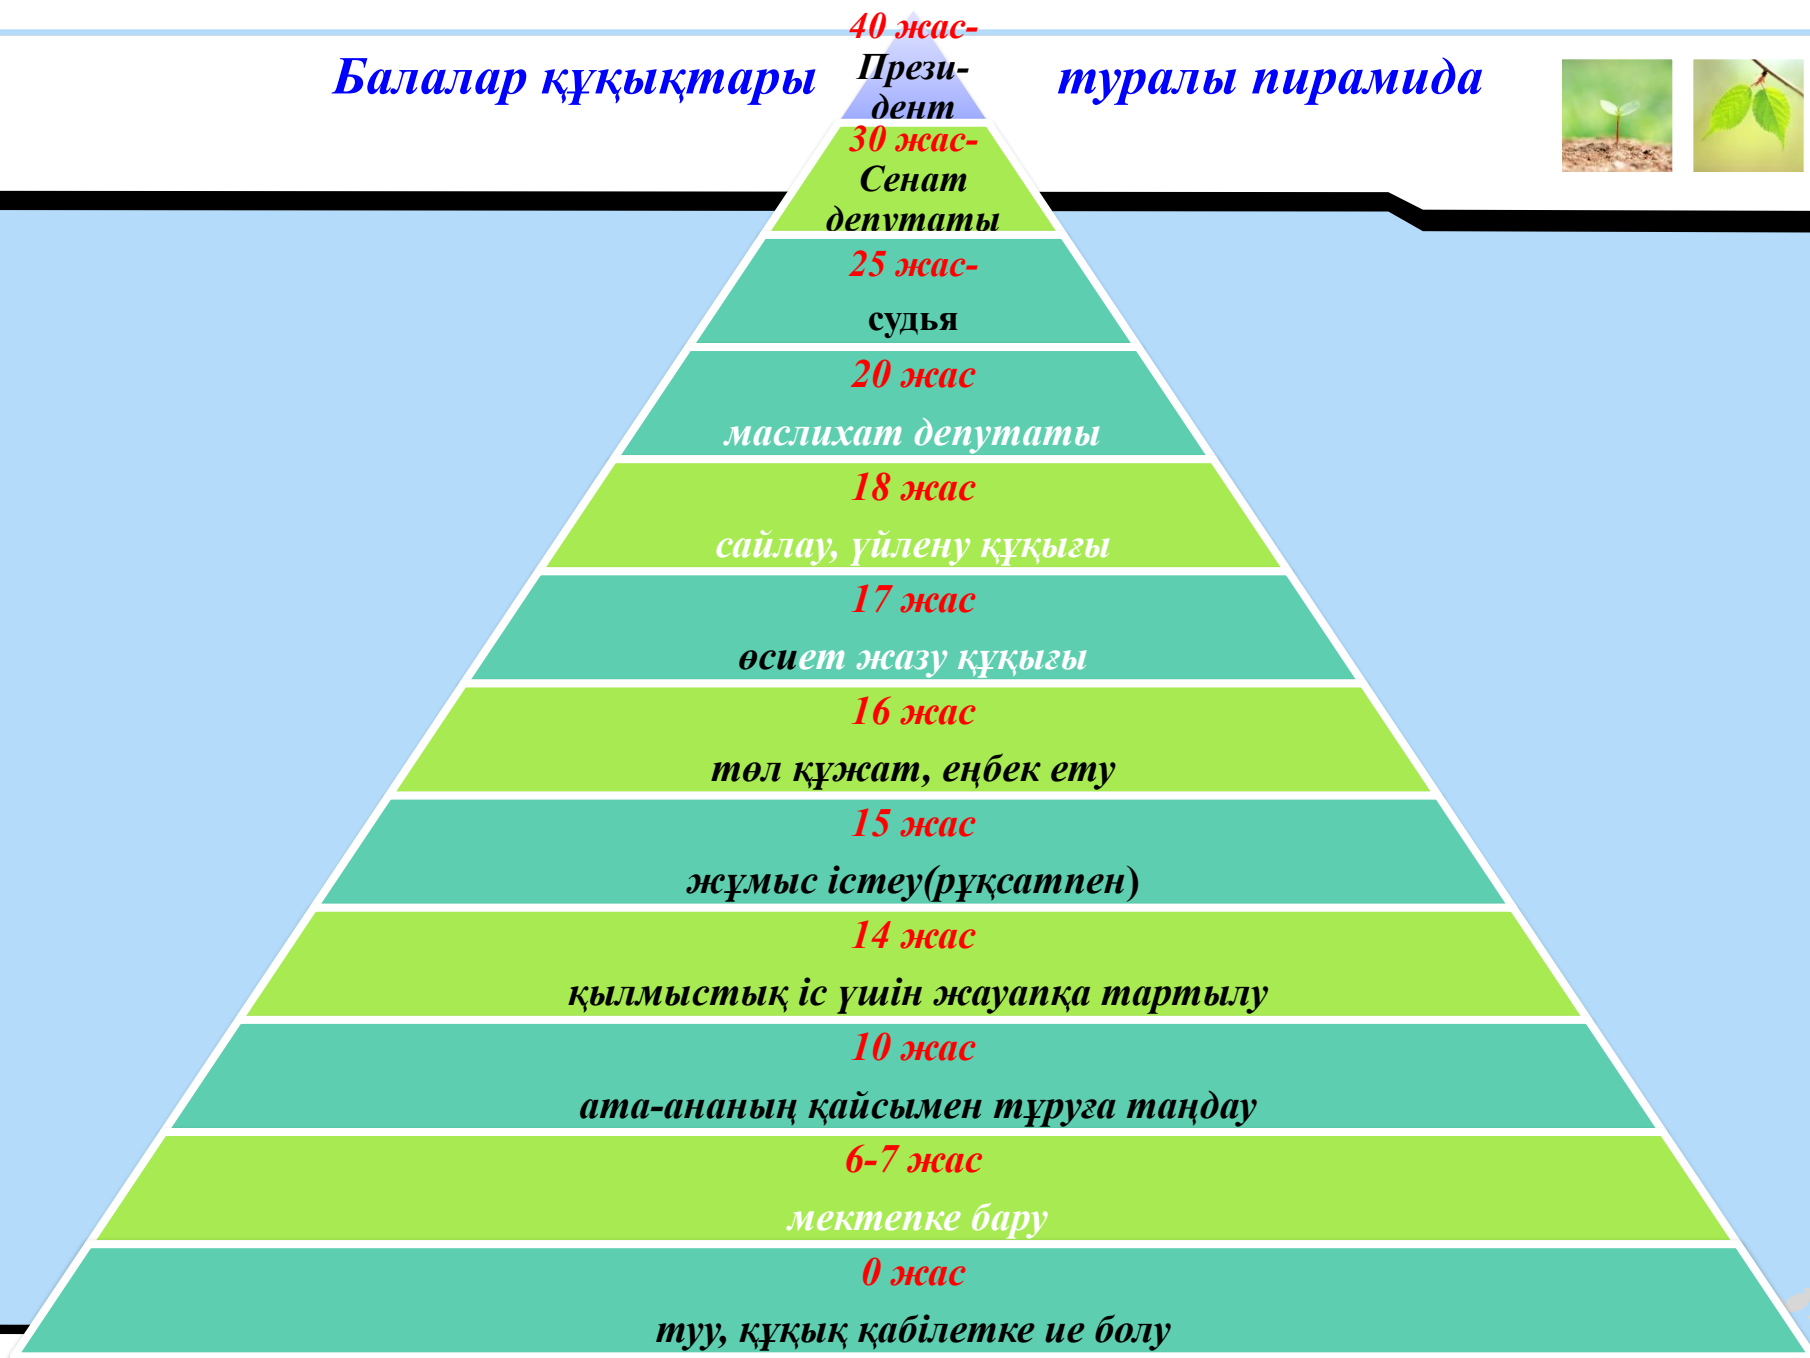 Балалар құқықтары туралы пирамида
40 жас-
Прези-
дент
30 жас-
Сенат
депутаты
25 жас-
судья
20 жас
маслихат депутаты
18 жас
сайлау, үйлену құқығы
17 жас
өсиет жазу құқығы
16 жас
төл құжат, еңбек ету
15 жас
жұмыс істеу(рұқсатпен)
14 жас
қылмыстық іс үшін жауапқа тартылу
10 жас
ата-ананың қайсымен тұруға таңдау
6-7 жас
мектепке бару
0 жас
туу, құқық қабілетке ие болу